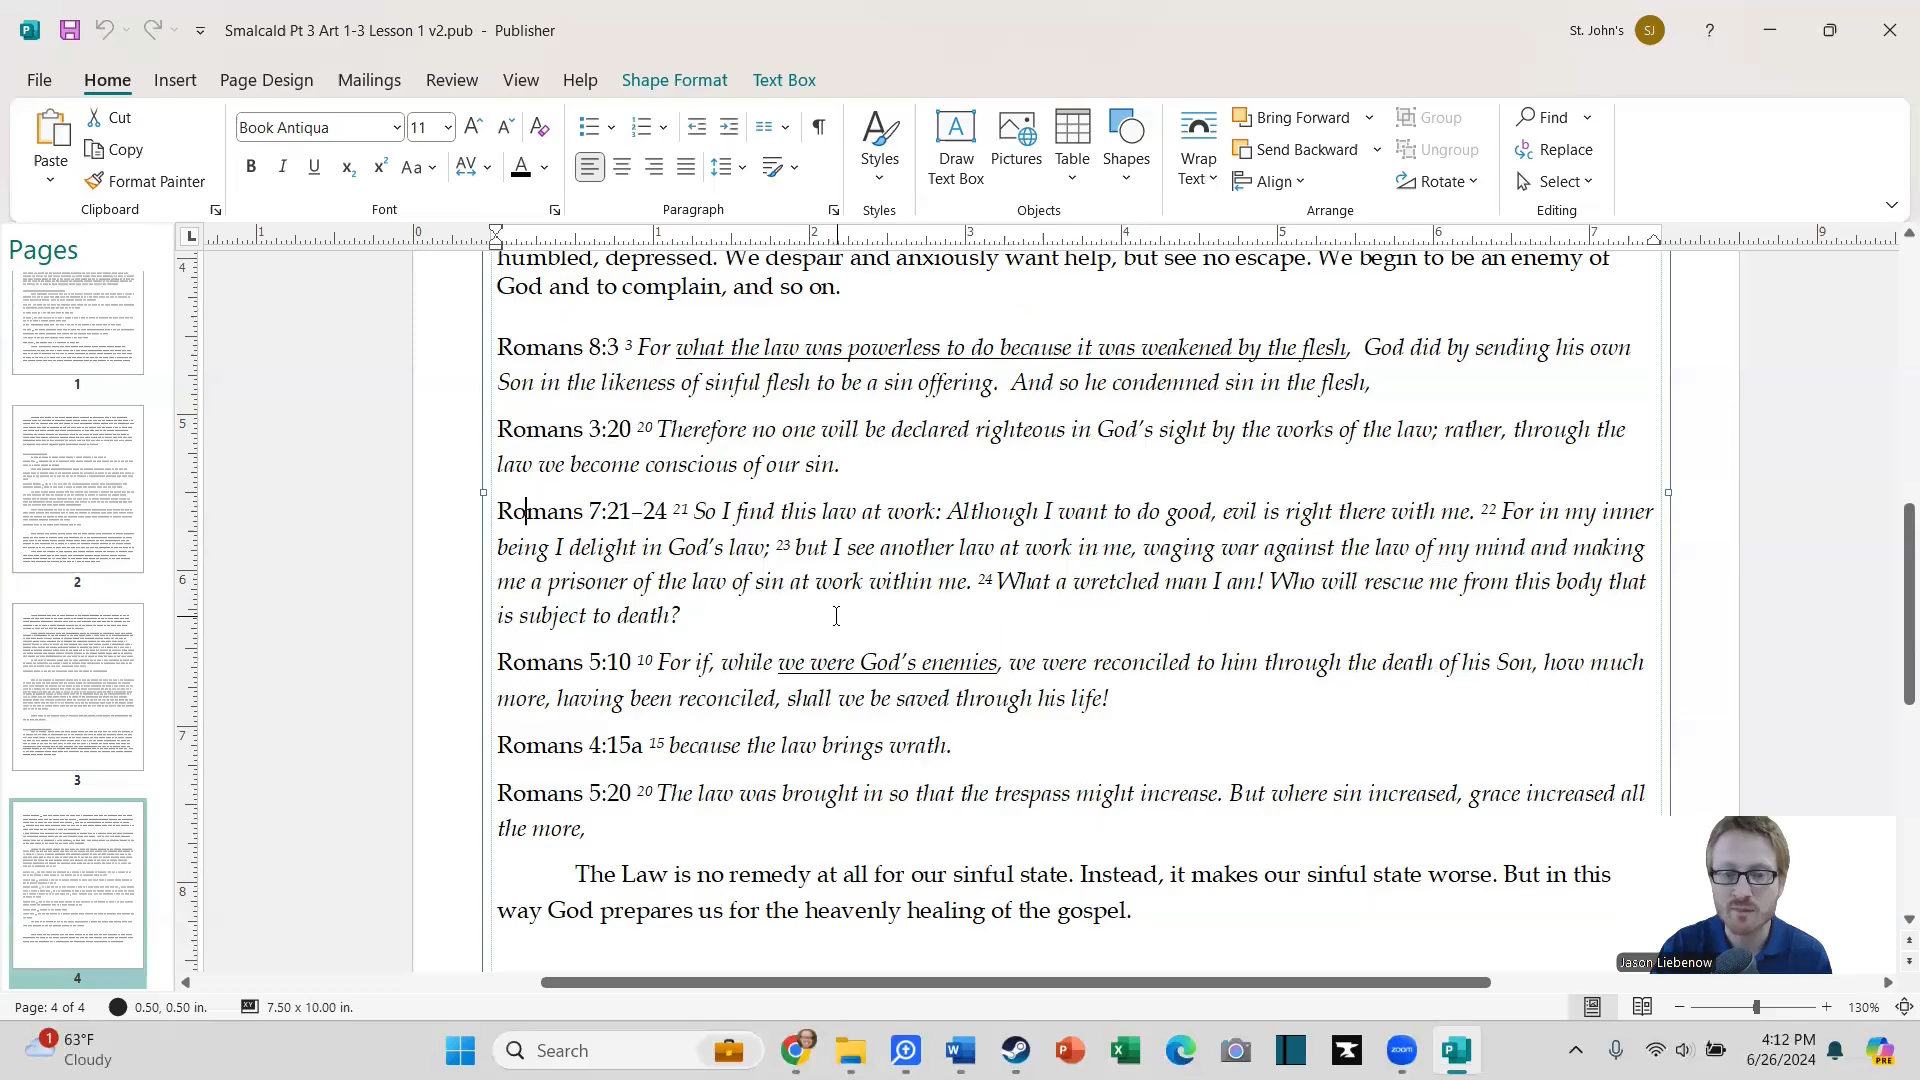 Smalcald Pt 3 Art 1-3 Lesson 1 v2.pub - Publisher
St. John's SJ ?
File Home Insert Page Design Mailings Review View Help Shape Format Text Box
Paste
Cut
Copy
Format Painter
Clipboard
Book Antiqua 11
Font
Paragraph
Styles
Styles
Draw
Text Box
Pictures
Table
Shapes
Objects
Wrap
Text
Bring Forward
Send Backward
Align
Group
Ungroup
Rotate
Arrange
Find
Replace
Select
Editing
Pages
1
2
3
4
humbled, depressed. We despair and anxiously want help, but see no escape. We begin to be an enemy of
God and to complain, and so on.
Romans 8:3 3 For what the law was powerless to do because it was weakened by the flesh, God did by sending his own
Son in the likeness of sinful flesh to be a sin offering. And so he condemned sin in the flesh,
Romans 3:20 20 Therefore no one will be declared righteous in God's sight by the works of the law; rather, through the
law we become conscious of our sin.
Romans 7:21–24 21 So I find this law at work: Although I want to do good, evil is right there with me. 22 For in my inner
being I delight in God's law; 23 but I see another law at work in me, waging war against the law of my mind and making
me a prisoner of the law of sin at work within me. 24 What a wretched man I am! Who will rescue me from this body that
is subject to death?
Romans 5:10 10 For if, while we were God's enemies, we were reconciled to him through the death of his Son, how much
more, having been reconciled, shall we be saved through his life!
Romans 4:15a 15 because the law brings wrath.
Romans 5:20 20 The law was brought in so that the trespass might increase. But where sin increased, grace increased all
the more,
The Law is no remedy at all for our sinful state. Instead, it makes our sinful state worse. But in this
way God prepares us for the heavenly healing of the gospel.
Jason Liebenow
Page: 4 of 4 0.50, 0.50 in. 7.50 x 10.00 in. 130%
1 63°F
Cloudy
Search
zoom
4:12 PM
6/26/2024
PRE